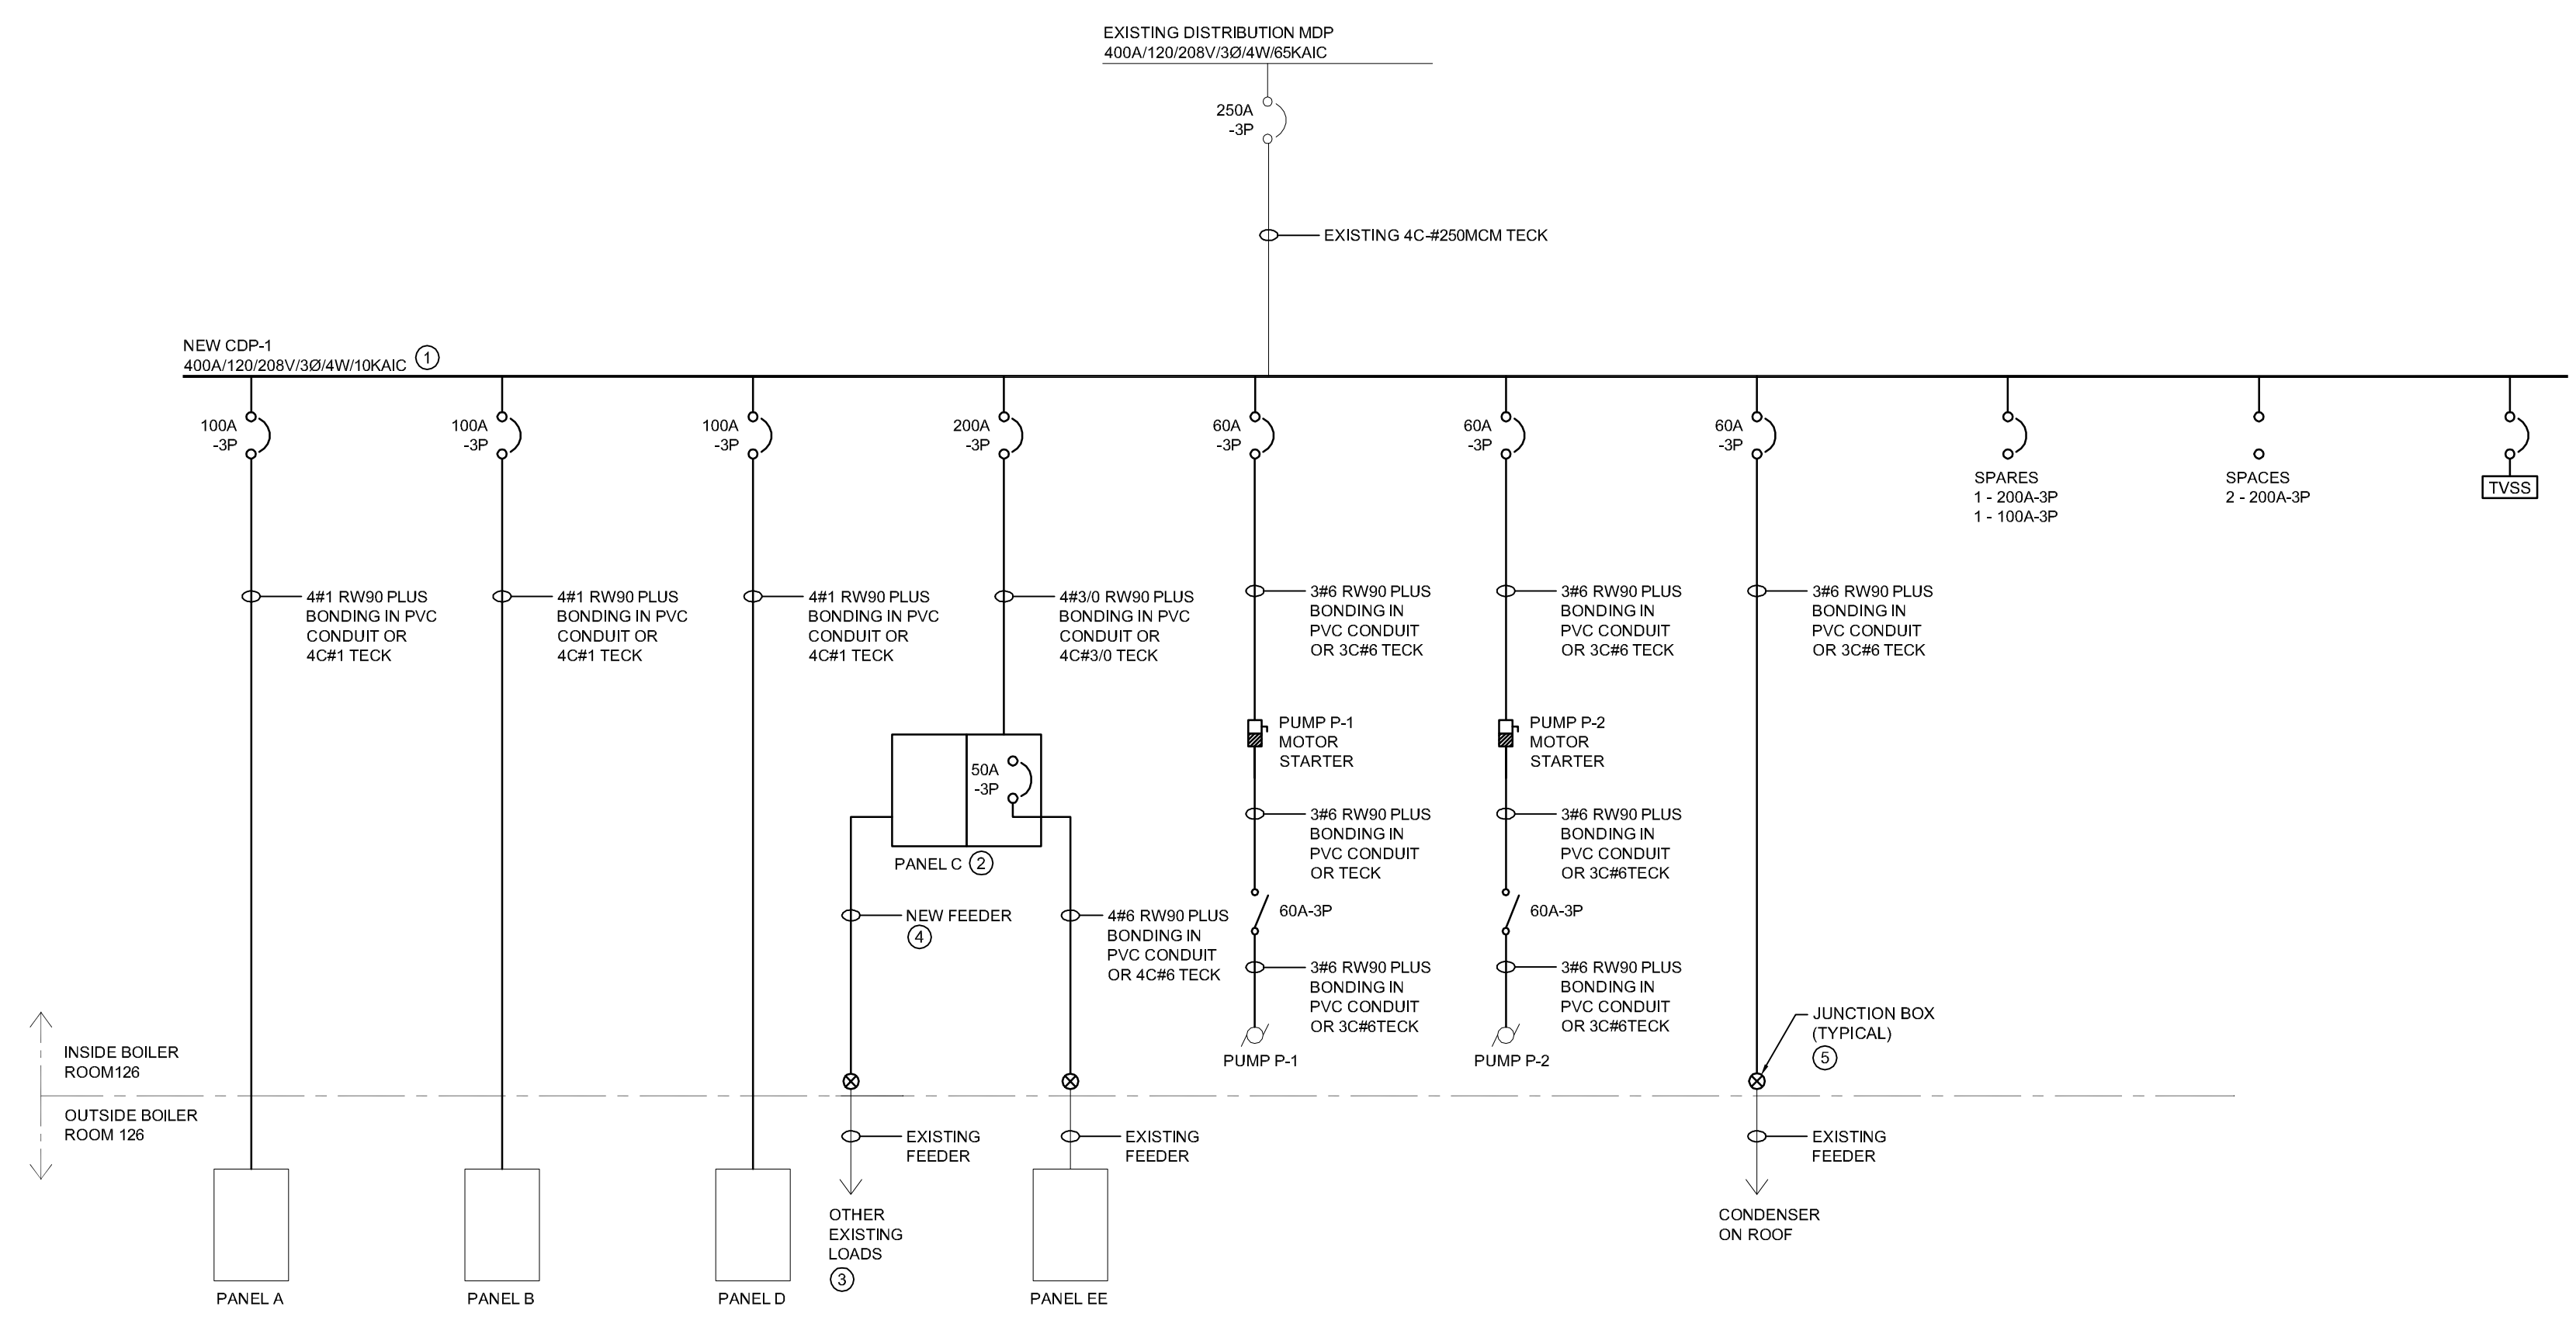 EXISTING DISTRIBUTION MDP
400A/120/208V/3Ø/4W/65KAIC
250A
-3P
EXISTING 4C-#250MCM TECK
NEW CDP-1
400A/120/208V/3Ø/4W/10KAIC
1
100A
-3P
100A
-3P
100A
-3P
200A
-3P
60A
-3P
60A
-3P
60A
-3P
SPARES
1 - 200A-3P
1 - 100A-3P
SPACES
2 - 200A-3P
TVSS
4#1 RW90 PLUS
BONDING IN PVC
CONDUIT OR
4C#1 TECK
4#1 RW90 PLUS
BONDING IN PVC
CONDUIT OR
4C#1 TECK
4#1 RW90 PLUS
BONDING IN PVC
CONDUIT OR
4C#1 TECK
4#3/0 RW90 PLUS
BONDING IN PVC
CONDUIT OR
4C#3/0 TECK
3#6 RW90 PLUS
BONDING IN
PVC CONDUIT
OR 3C#6 TECK
3#6 RW90 PLUS
BONDING IN
PVC CONDUIT
OR 3C#6 TECK
3#6 RW90 PLUS
BONDING IN
PVC CONDUIT
OR 3C#6 TECK
PUMP P-1
MOTOR
STARTER
PUMP P-2
MOTOR
STARTER
50A
-3P
PANEL C
2
3#6 RW90 PLUS
BONDING IN
PVC CONDUIT
OR TECK
3#6 RW90 PLUS
BONDING IN
PVC CONDUIT
OR 3C#6TECK
NEW FEEDER
4
4#6 RW90 PLUS
BONDING IN
PVC CONDUIT
OR 4C#6 TECK
60A-3P
60A-3P
3#6 RW90 PLUS
BONDING IN
PVC CONDUIT
OR 3C#6TECK
3#6 RW90 PLUS
BONDING IN
PVC CONDUIT
OR 3C#6TECK
PUMP P-1
PUMP P-2
JUNCTION BOX
(TYPICAL)
5
INSIDE BOILER
ROOM126
OUTSIDE BOILER
ROOM 126
EXISTING
FEEDER
EXISTING
FEEDER
EXISTING
FEEDER
OTHER
EXISTING
LOADS
3
CONDENSER
ON ROOF
PANEL A
PANEL B
PANEL D
PANEL EE